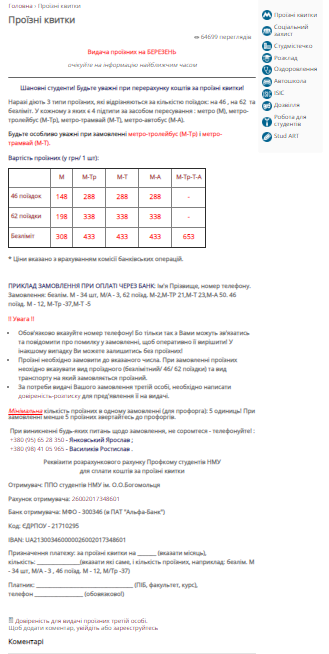 Головна › Проїзні квитки
Проїзні квитки
64699 переглядів
Видача проїзних на БЕРЕЗЕНЬ
очікуйте на інформацію найближчим часом
Шановні студенти! Будьте уважні при перерахунку коштів за проїзні квитки!
Наразі діють 3 типи проїзних, які відрізняються за кількістю поїздок: на 46 , на 62 та
безліміт. У кожному з яких є 4 підтипи за засобом пересування : метро (М), метро-
тролейбус (М-Тр), метро-трамвай (М-Т), метро-автобус (М-А).
Будьте особливо уважні при замовленні метро-тролейбус (М-Тр) і метро-
трамвай (М-Т).
Вартість проїзних (у грн/ 1 шт):
М М-Тр М-Т М-А М-Тр-Т-А
46 поїздок 148 288 288 288 -
62 поїздки 198 338 338 338 -
Безліміт 308 433 433 433 653
* Ціни вказано з врахуванням комісії банківських операцій.
ПРИКЛАД ЗАМОВЛЕННЯ ПРИ ОПЛАТІ ЧЕРЕЗ БАНК: Ім'я Прізвище, номер телефону.
Замовлення: безлім. М - 34 шт, М/А - 3, 62 поїзд. М-2,М-ТР 21,М-Т 23,М-А 50. 46
поїзд. М - 12, М-Тр -37,М-Т -5
!! Увага !!
Обов'язково вказуйте номер телефону! Бо тільки так з Вами можуть зв'язатись
та повідомити про помилку у замовленні, щоб оперативно її вирішити! У
інакшому випадку Ви можете залишитись без проїзних!
Проїзні необхідно замовити до вказаного числа. При замовленні проїзних
неохідно вказувати вид проїздного (безлімітний/ 46/ 62 поїздки) та вид
транспорту на який замовляється проїзний.
За потреби видачі Вашого замовлення третій особі, необхідно написати
довіреність-розписку для пред'явлення її на видачі.
Мінімальна кількість проїзних в одному замовленні (для профорга): 5 одиниць! При
замовленні менше 5 проїзних звертайтесь до профоргів.
При виникненні будь-яких питань щодо замовлення, не соромтеся - телефонуйте! :
+380 (95) 65 28 350 - Янковський Ярослав ;
+380 (98) 41 05 965 - Василисків Ростислав .
Реквізити розрахункового рахунку Профкому студентів НМУ
для сплати коштів за проїзні квитки
Отримувач: ППО студентів НМУ ім. О.О.Богомольця
Рахунок отримувача: 26002017348601
Банк отримувача: МФО - 300346 (в ПАТ "Альфа-Банк")
Код: ЄДРПОУ - 21710295
IBAN: UA213003460000026002017348601
Призначення платежу: за проїзні квитки на ______ (вказати місяць),
кількість: ____________(вказати які саме, і кількість проїзних, наприклад: безлім. М
- 34 шт, М/А - 3 , 46 поїзд. М - 12, М/Тр -37)
Платник: ____________________________ (ПІБ, факультет, курс),
телефон ______________ (обовязково!)
Довіреність для видачі проїзних третій особі.
Щоб додати коментар, увійдіть або зареєструйтесь
Коментарі
Проїзні квитки
Соціальний
захист
Студмістечко
Розклад
Оздоровлення
Автошкола
ISIC
Дозвілля
Робота для
студентів
Stud ART